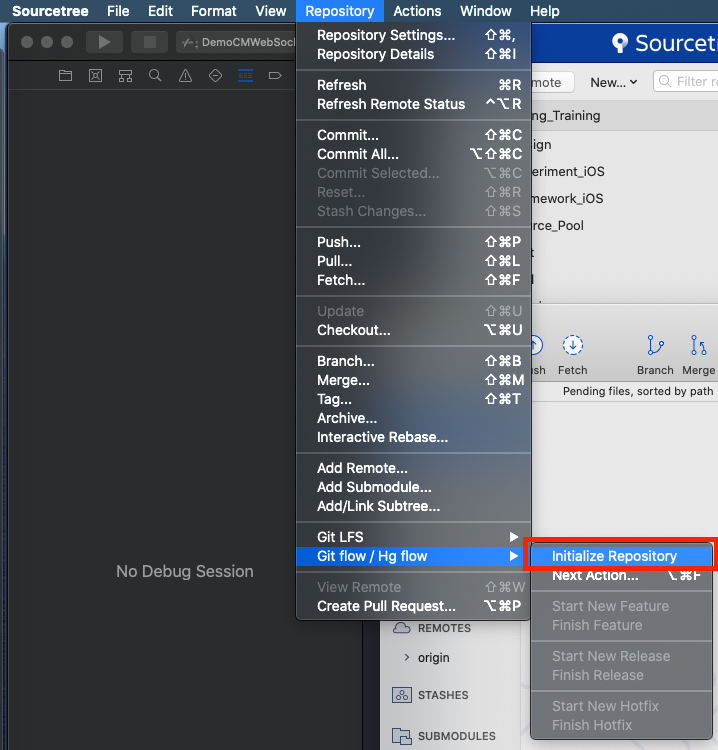 Sourcetree File Edit Format View Repository Actions Window Help
DemoCMWebSoc
Repository Settings... ⇧⌘,
Repository Details ⇧⌘I
Refresh ⌘R
Refresh Remote Status ^⌥R
Commit... ⇧⌘C
Commit All... ⌥⇧⌘C
Commit Selected... ⌥⌘C
Reset... ⇧⌘R
Stash Changes... ⇧⌘S
Push... ⇧⌘P
Pull... ⇧⌘L
Fetch... ⇧⌘F
Update ⇧⌘U
Checkout... ⌥⌘U
Branch... ⇧⌘B
Merge... ⇧⌘M
Tag... ⇧⌘T
Archive...
Interactive Rebase...
Add Remote...
Add Submodule...
Add/Link Subtree...
Git LFS
Git flow / Hg flow
View Remote ⇧⌘W
Create Pull Request... ⌥⌘P
Initialize Repository
Next Action... ⌥⌘F
Start New Feature
Finish Feature
Start New Release
Finish Release
Start New Hotfix
Finish Hotfix
No Debug Session
Sourcetre
mote New... Filter r
ng_Training
ign
eriment_iOS
mework_iOS
rce_Pool
sh Fetch Branch Merge
Pending files, sorted by path
REMOTES
origin
STASHES
SUBMODULES